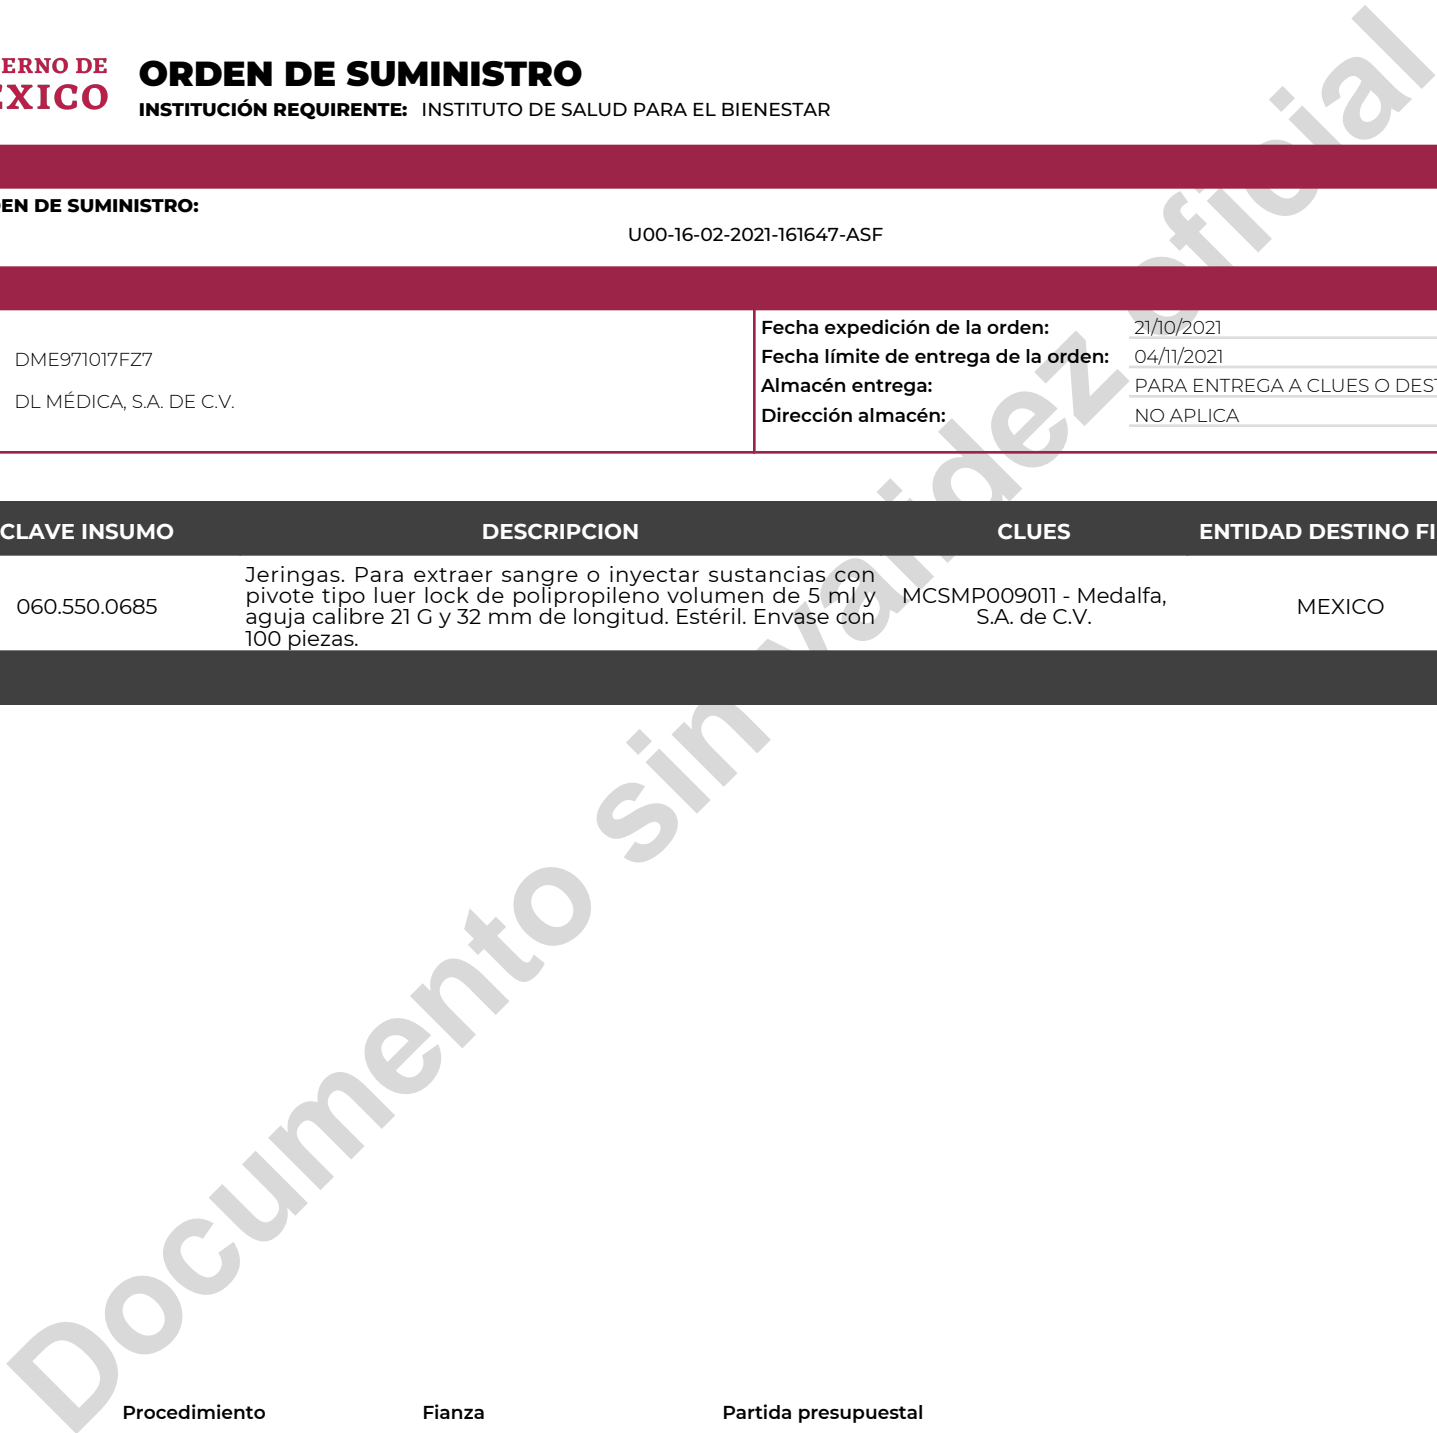 ERNO DE
EXICO
ORDEN DE SUMINISTRO
INSTITUCIÓN REQUIRENTE: INSTITUTO DE SALUD PARA EL BIENESTAR
EN DE SUMINISTRO:
U00-16-02-2021-161647-ASF
DME971017FZ7
DL MÉDICA, S.A. DE C.V.
Fecha expedición de la orden: 21/10/2021
Fecha límite de entrega de la orden: 04/11/2021
Almacén entrega: PARA ENTREGA A CLUES O DEST
Dirección almacén: NO APLICA
CLAVE INSUMO DESCRIPCION CLUES ENTIDAD DESTINO FI
060.550.0685
Jeringas. Para extraer sangre o inyectar sustancias con
pivote tipo luer lock de polipropileno volumen de 5 ml y
aguja calibre 21 G y 32 mm de longitud. Estéril. Envase con
100 piezas.
MCSMP009011 - Medalfa,
S.A. de C.V.
MEXICO
Documento sin validez oficial
Procedimiento Fianza Partida presupuestal